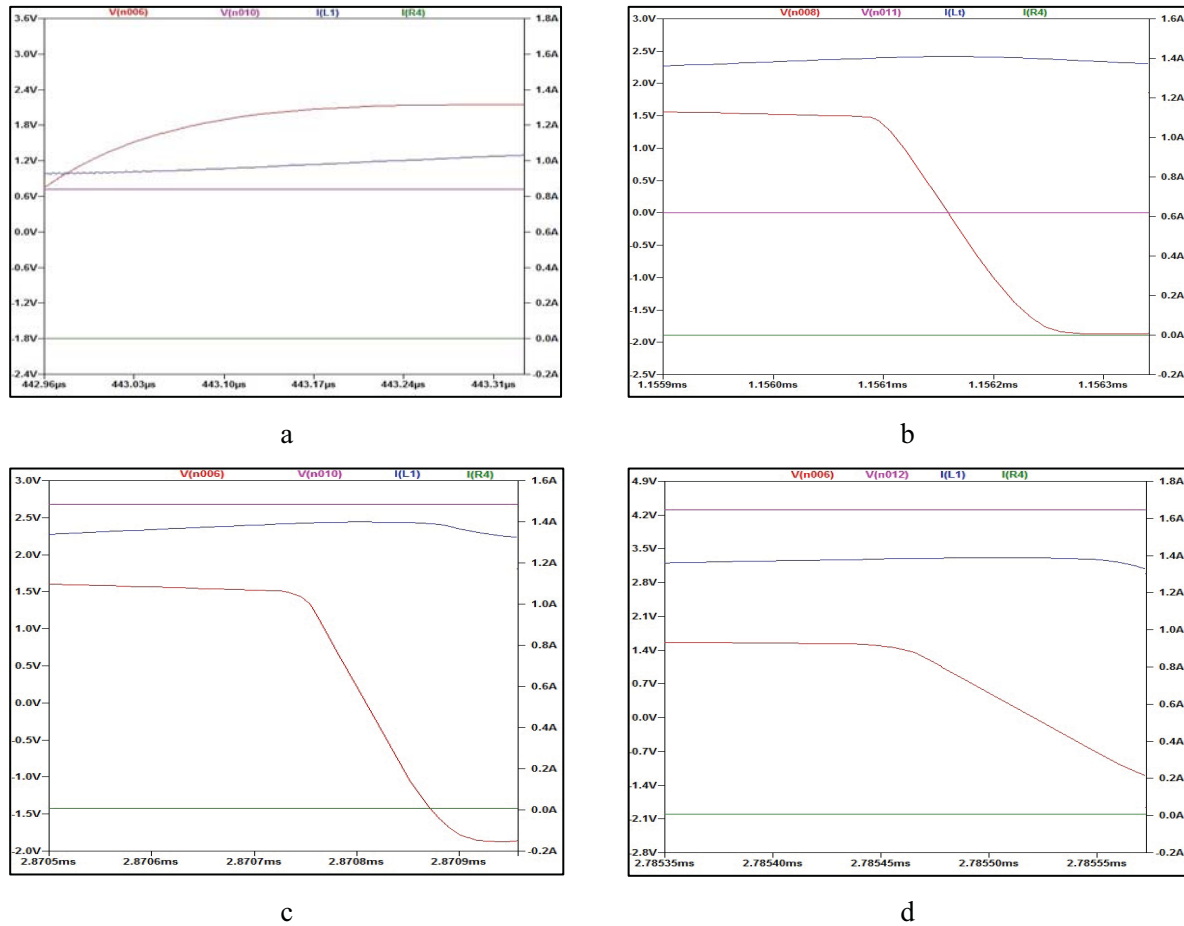 V(n006) V(n010) I(L1) I(R4)
3.6V 1.8A
3.0V 1.6A
2.4V 1.4A
1.8V 1.2A
1.2V 1.0A
0.6V 0.8A
0.0V 0.6A
-0.6V 0.4A
-1.2V 0.2A
-1.8V 0.0A
-2.4V -0.2A
442.96µs 443.03µs 443.10µs 443.17µs 443.24µs 443.31µs
a
V(n008) V(n011) I(Lt) I(R4)
3.0V 1.6A
2.5V 1.4A
2.0V 1.2A
1.5V 1.0A
1.0V 0.8A
0.5V 0.6A
0.0V 0.4A
-0.5V 0.2A
-1.0V 0.0A
-1.5V -0.2A
-2.0V
-2.5V
1.1559ms 1.1560ms 1.1561ms 1.1562ms 1.1563ms
b
V(n006) V(n010) I(L1) I(R4)
3.0V 1.6A
2.5V 1.4A
2.0V 1.2A
1.5V 1.0A
1.0V 0.8A
0.5V 0.6A
0.0V 0.4A
-0.5V 0.2A
-1.0V 0.0A
-1.5V -0.2A
-2.0V
2.8705ms 2.8706ms 2.8707ms 2.8708ms 2.8709ms
c
V(n006) V(n012) I(L1) I(R4)
4.9V 1.8A
4.2V 1.6A
3.5V 1.4A
2.8V 1.2A
2.1V 1.0A
1.4V 0.8A
0.7V 0.6A
0.0V 0.4A
-0.7V 0.2A
-1.4V 0.0A
-2.1V -0.2A
-2.8V
2.78535ms 2.78540ms 2.78545ms 2.78550ms 2.78555ms
d